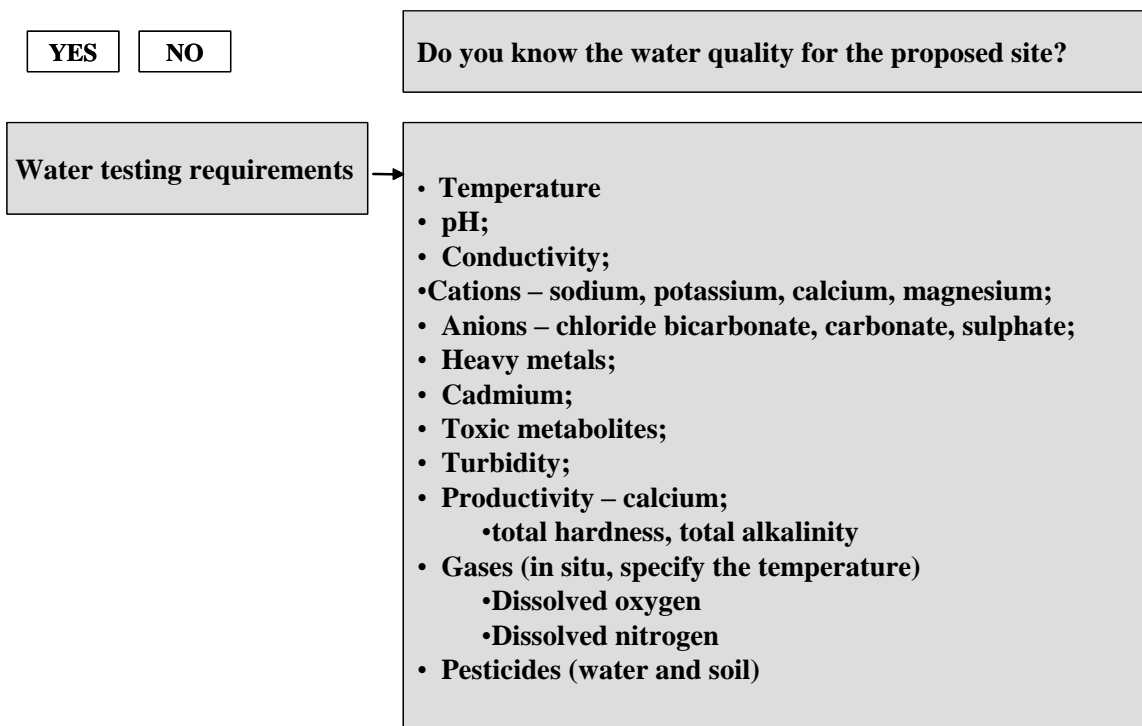 YES NO Do you know the water quality for the proposed site?
Water testing requirements
• Temperature
• pH;
• Conductivity;
•Cations – sodium, potassium, calcium, magnesium;
• Anions – chloride bicarbonate, carbonate, sulphate;
• Heavy metals;
• Cadmium;
• Toxic metabolites;
• Turbidity;
• Productivity – calcium;
•total hardness, total alkalinity
• Gases (in situ, specify the temperature)
•Dissolved oxygen
•Dissolved nitrogen
• Pesticides (water and soil)